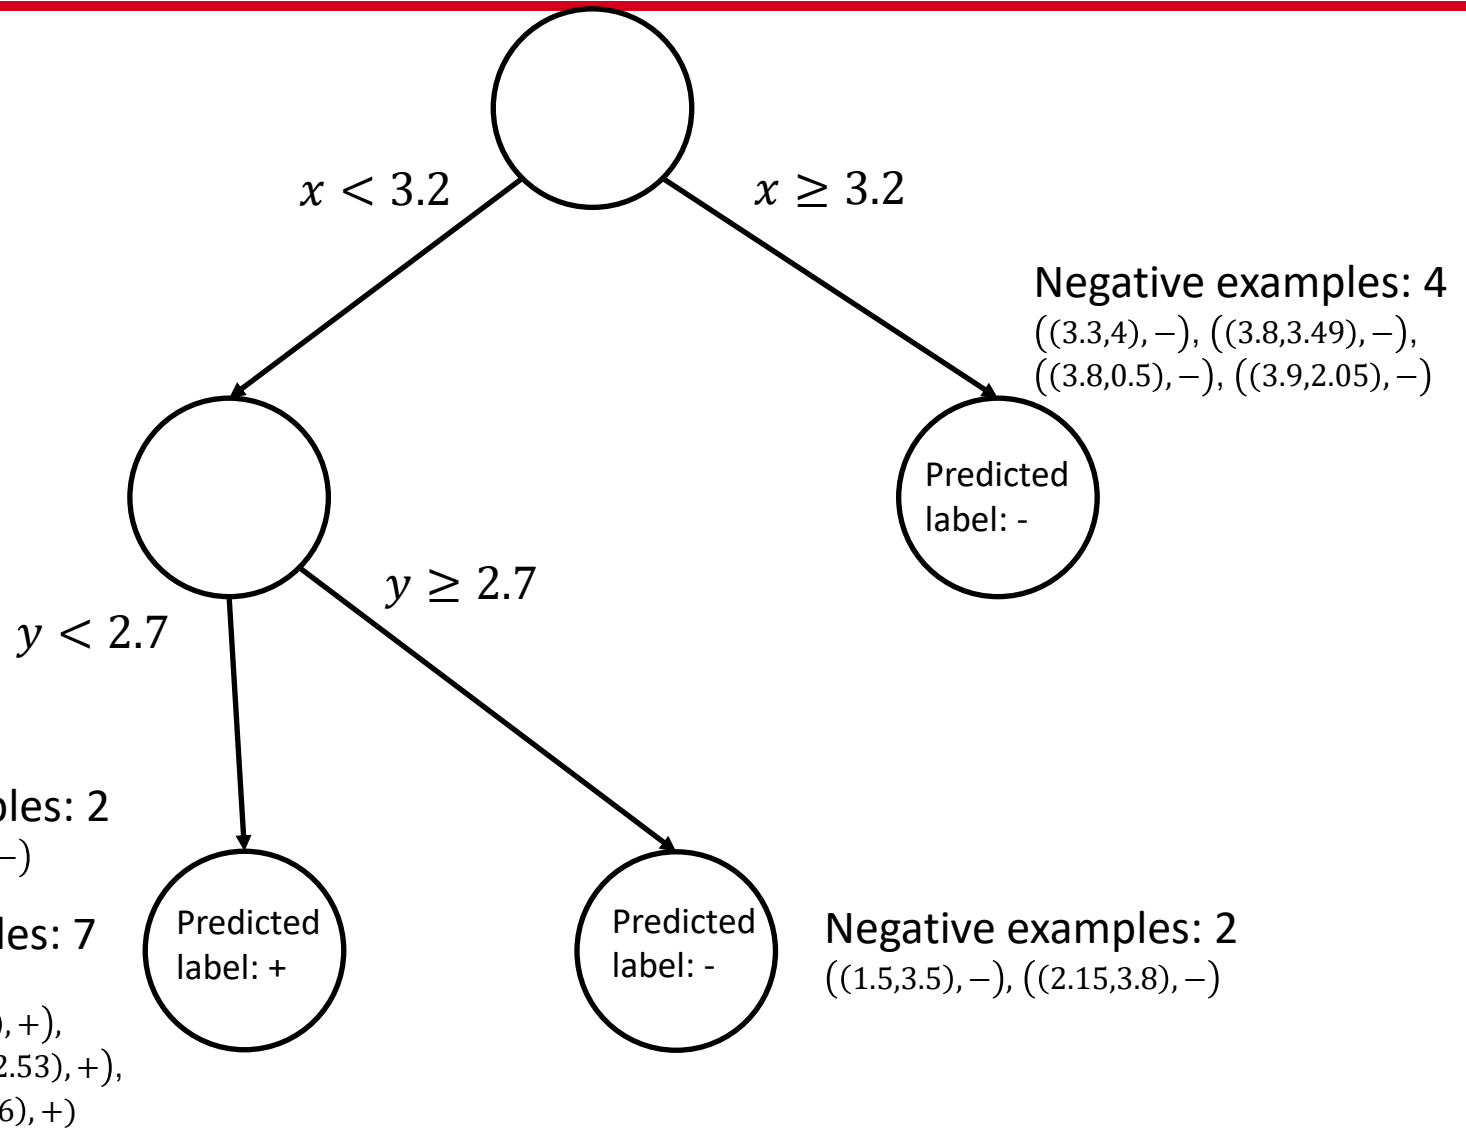 x < 3.2
x ≥ 3.2
Negative examples: 4
((3.3,4), −), ((3.8,3.49), −),
((3.8,0.5), −), ((3.9,2.05), −)
Predicted
label: -
y ≥ 2.7
y < 2.7
: 2
−)
: 7
, +),
2.53), +),
6), +)
Predicted
label: +
Predicted
label: -
Negative examples: 2
((1.5,3.5), −), ((2.15,3.8), −)